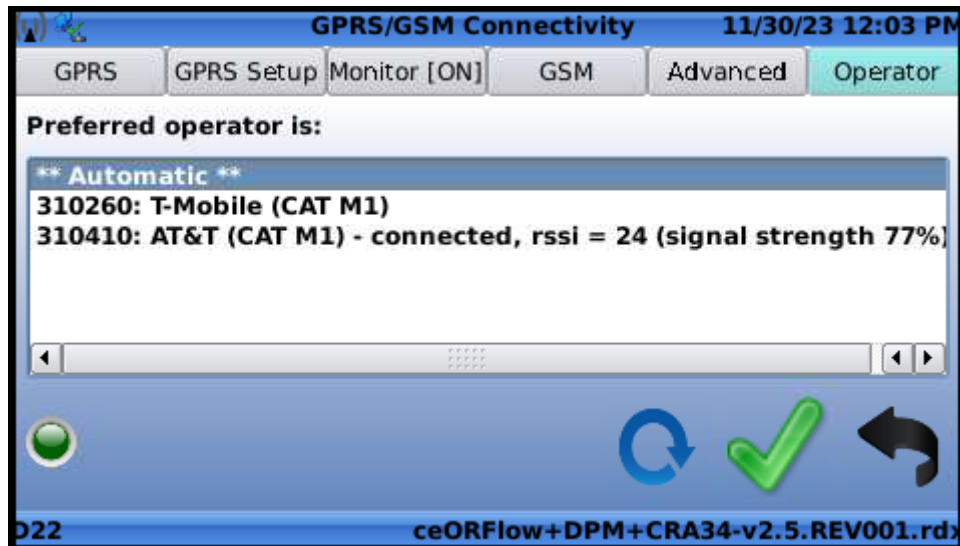 GPRS/GSM Connectivity 11/30/23 12:03 PM
GPRS GPRS Setup Monitor [ON] GSM Advanced Operator
Preferred operator is:
** Automatic **
310260: T-Mobile (CAT M1)
310410: AT&T (CAT M1) - connected, rssi = 24 (signal strength 77%)
D22 ceORFlow+DPM+CRA34-v2.5.REV001.rdx